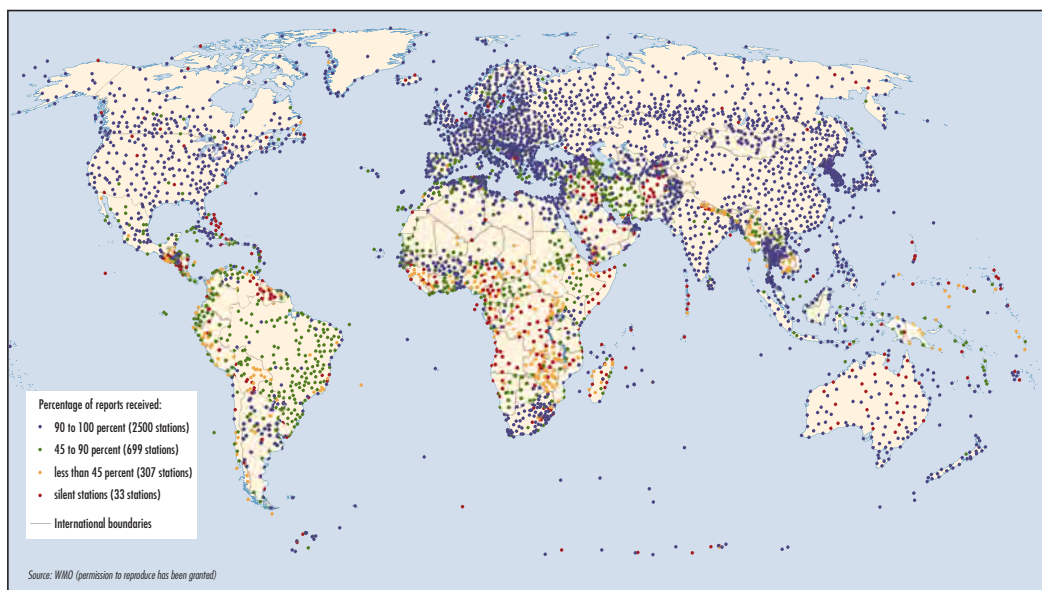 Percentage of reports received:
90 to 100 percent (2500 stations)
45 to 90 percent (699 stations)
less than 45 percent (307 stations)
silent stations (33 stations)
International boundaries
Source: WMO (permission to reproduce has been granted)